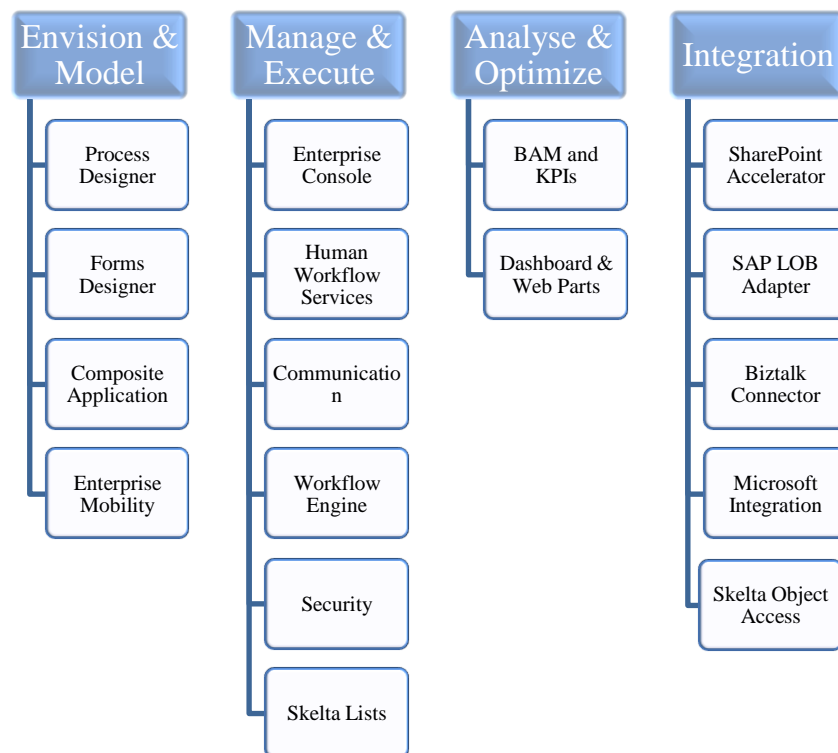 Envision &
Model
Process
Designer
Forms
Designer
Composite
Application
Enterprise
Mobility
Manage &
Execute
Enterprise
Console
Human
Workflow
Services
Communicatio
n
Workflow
Engine
Security
Skelta Lists
Analyse &
Optimize
BAM and
KPIs
Dashboard &
Web Parts
Integration
SharePoint
Accelerator
SAP LOB
Adapter
Biztalk
Connector
Microsoft
Integration
Skelta Object
Access